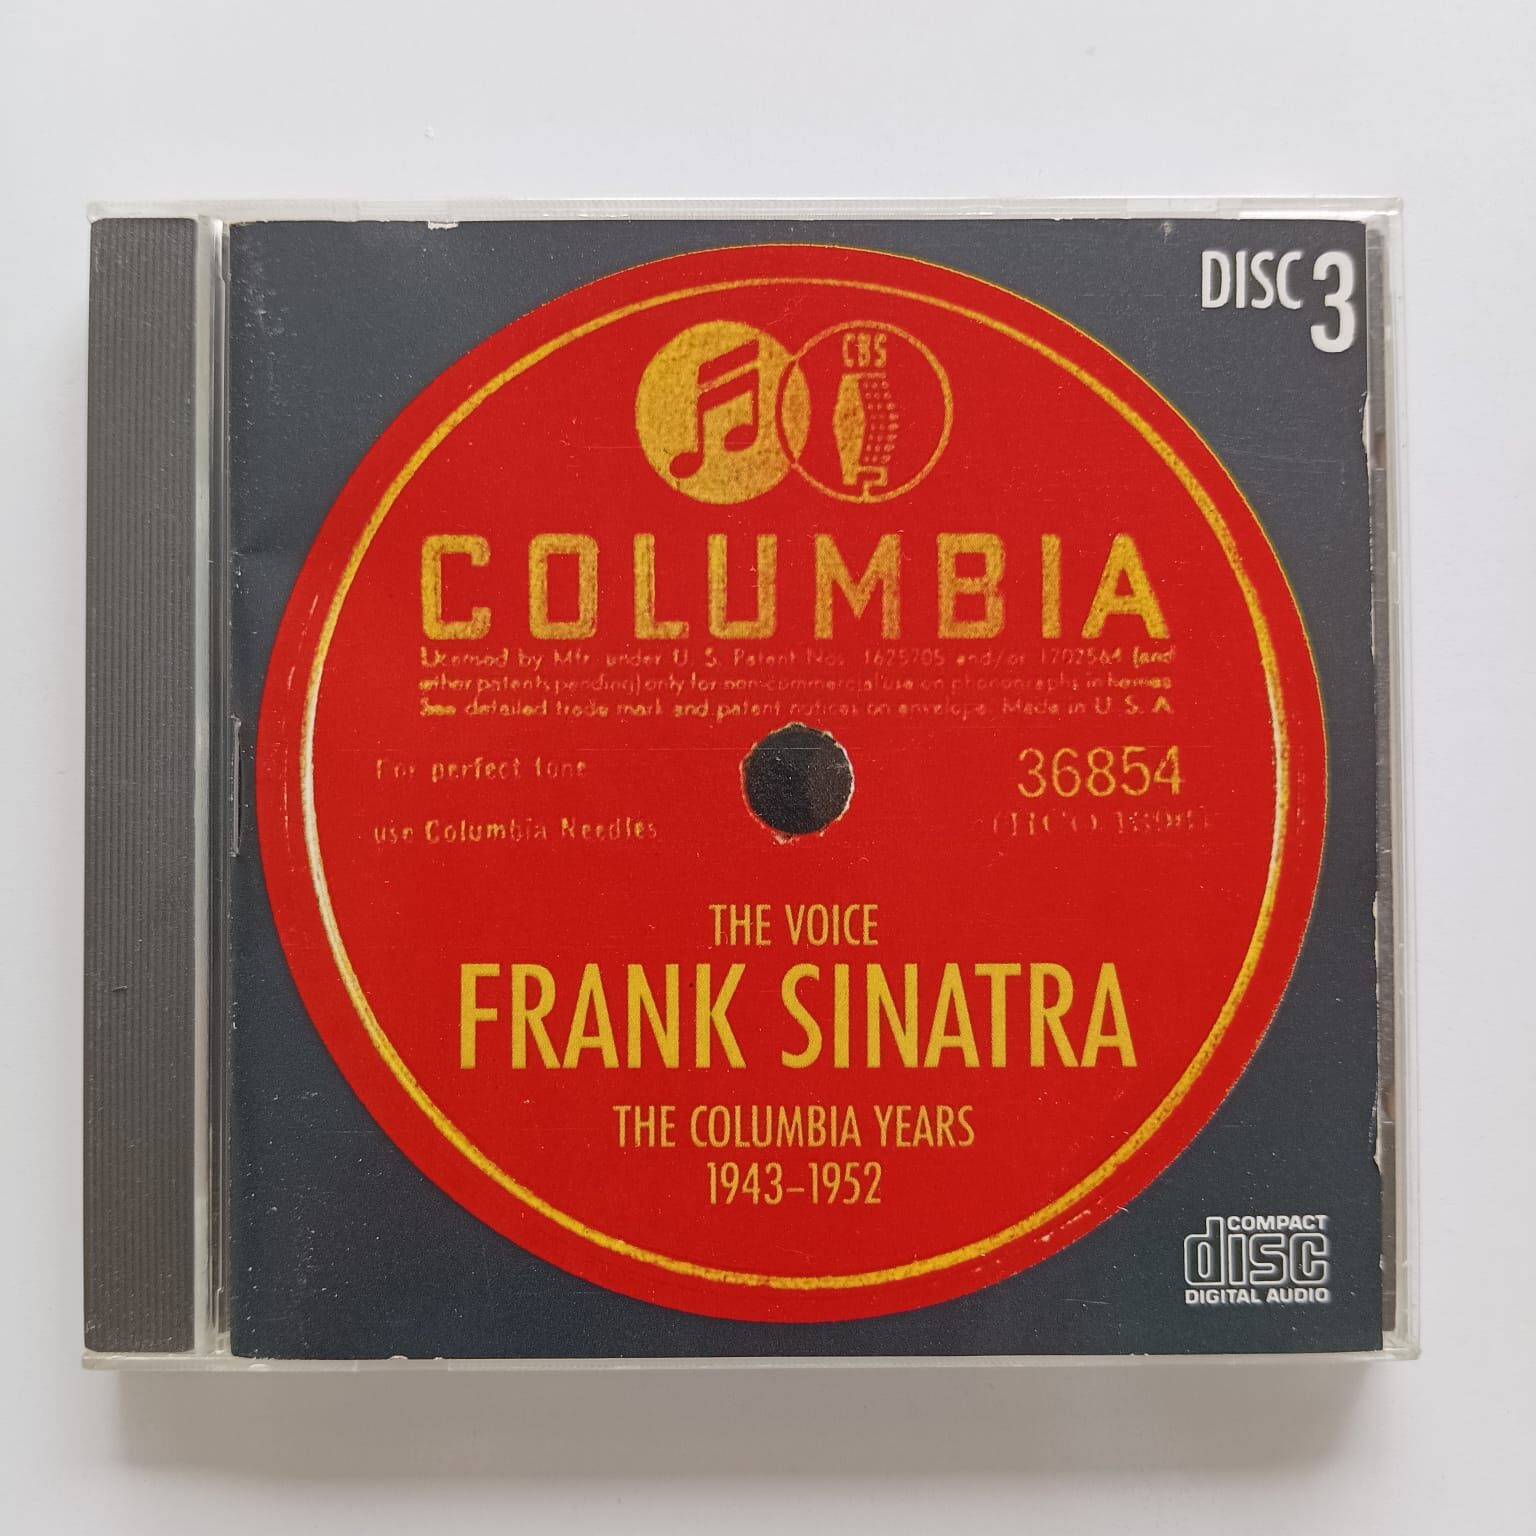 DISC 3
CBS
COLUMBIA
Licensed by Mfr. under U. S. Patent Nos. 1625705 and/or 1702564 (and
other patents pending) only for non-commercial use on phonographs in homes
See detailed trade mark and patent notices on envelope. Made in U. S. A
For perfect tone
36854
use Columbia Needles
THE VOICE
FRANK SINATRA
THE COLUMBIA YEARS
1943–1952
COMPACT
disc
DIGITAL AUDIO